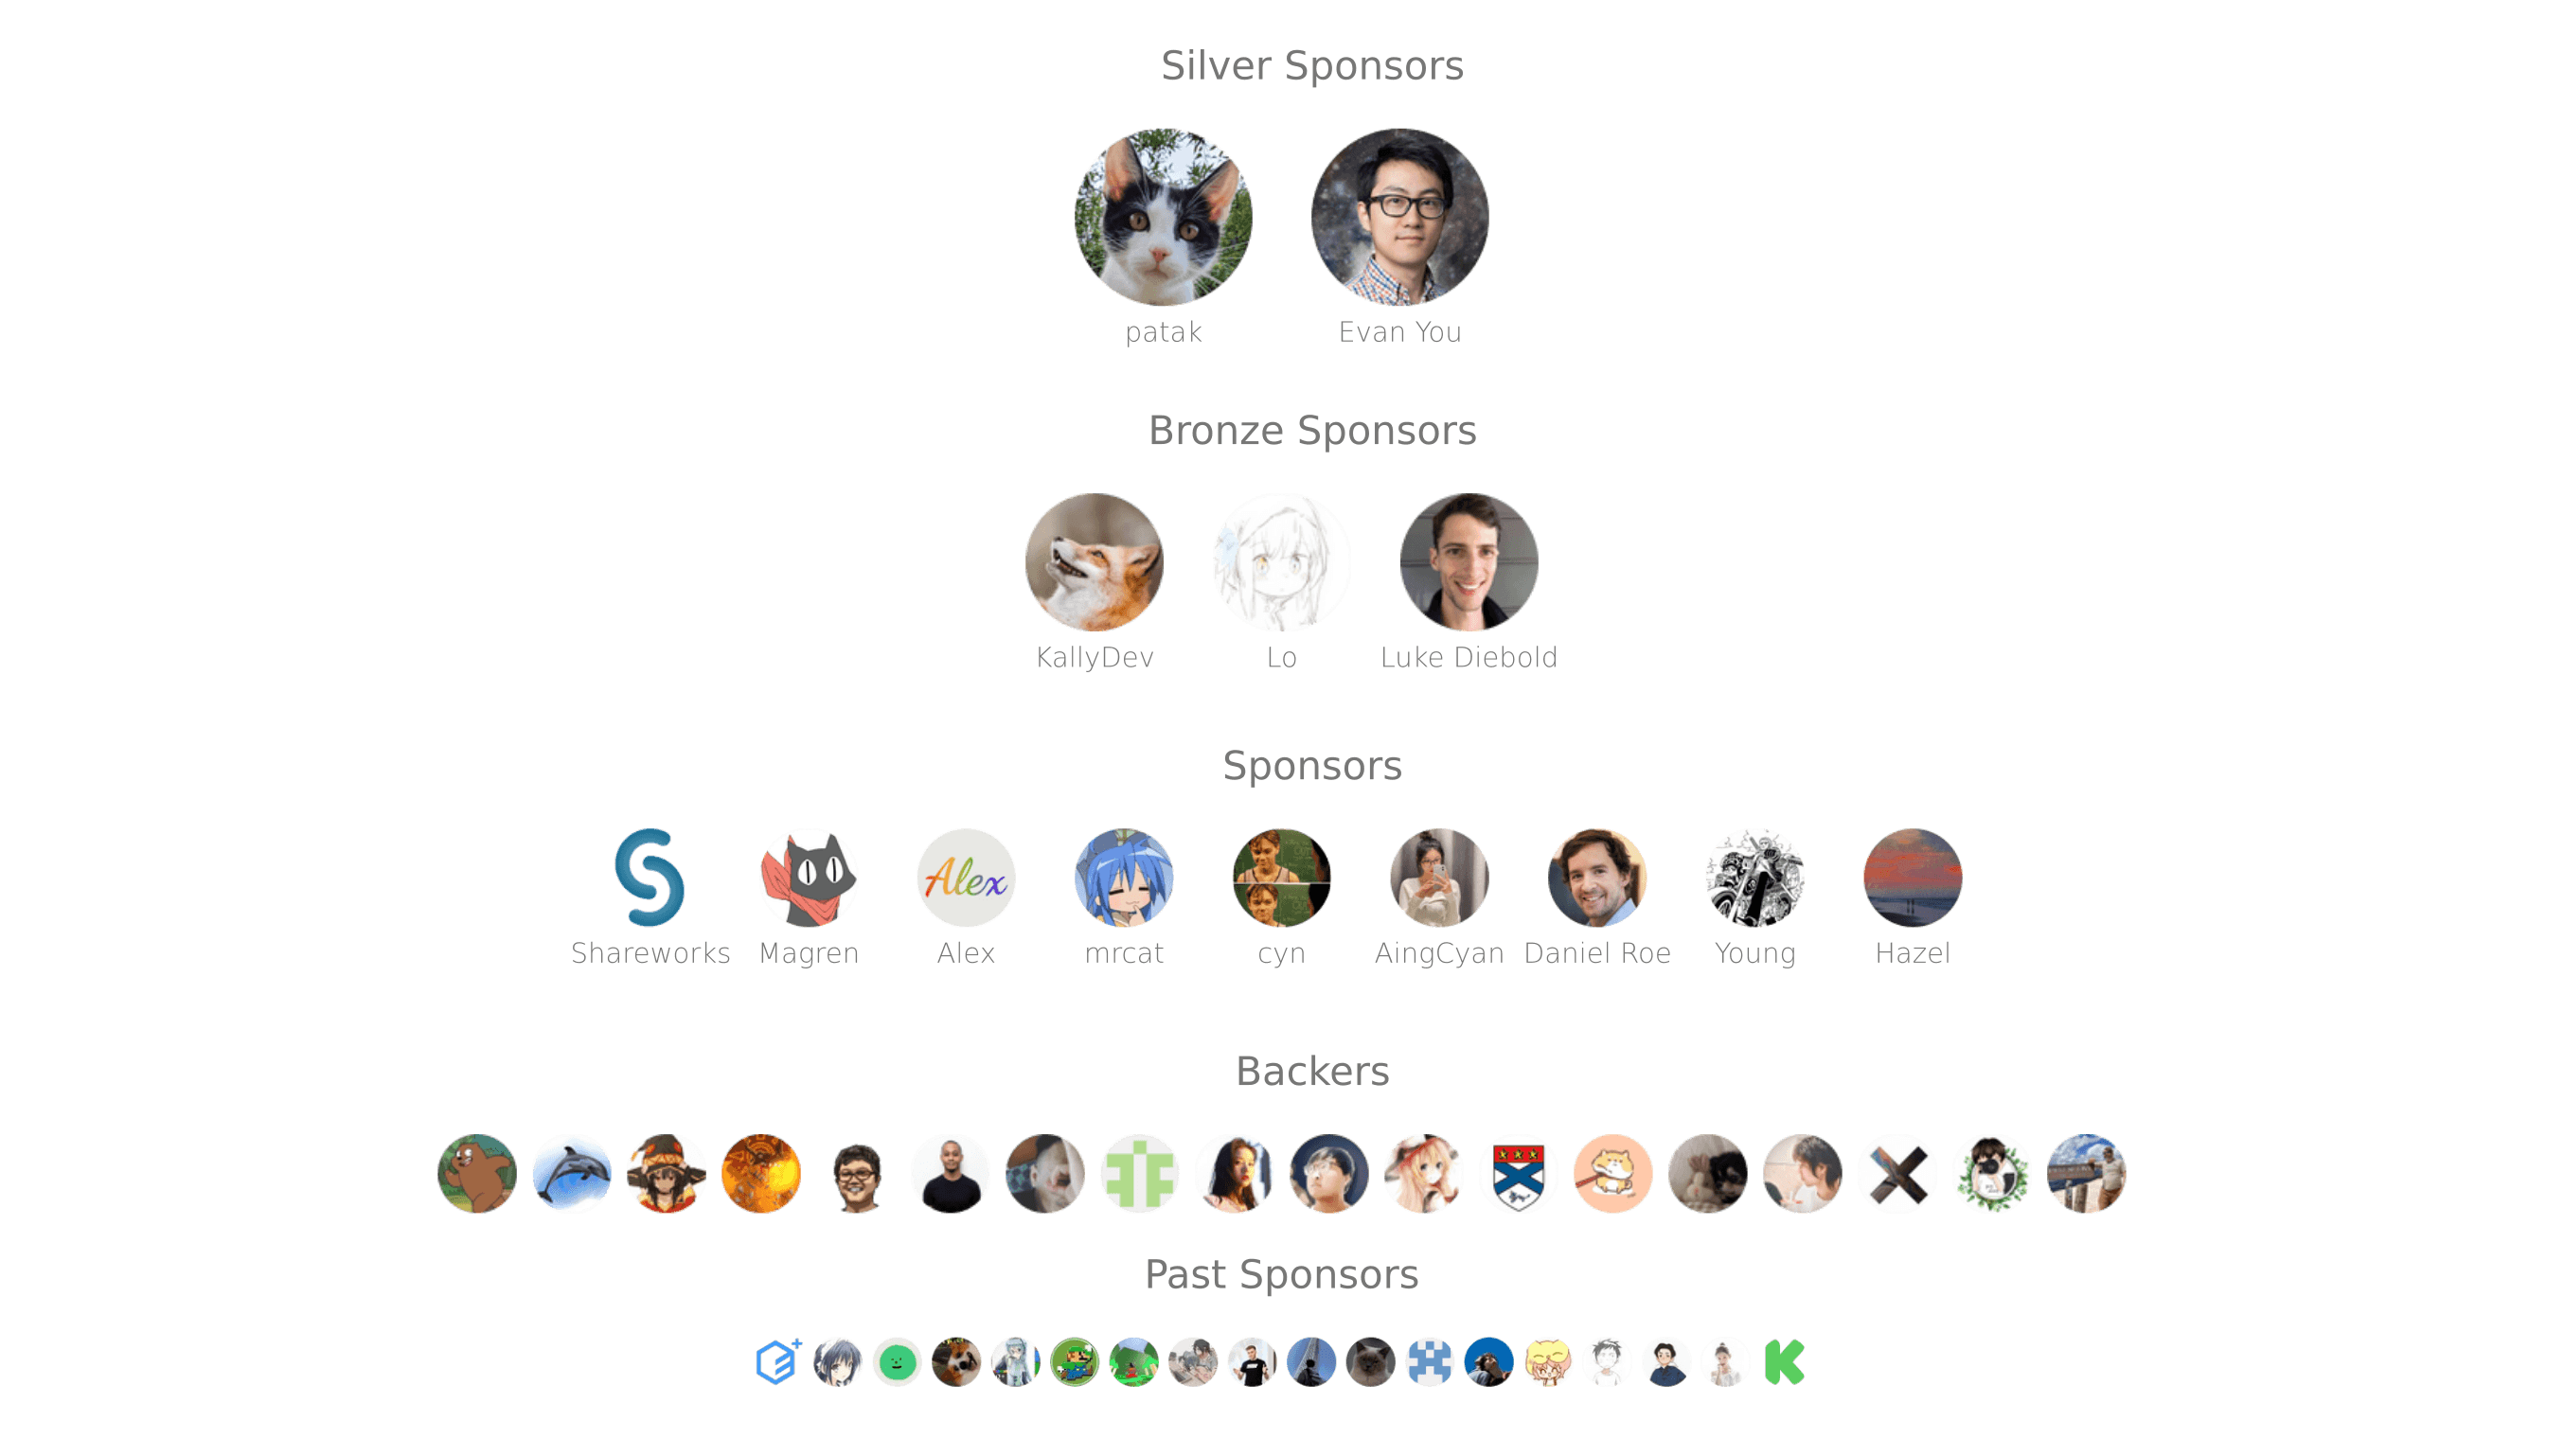 Silver Sponsors
patak Evan You
Bronze Sponsors
KallyDev Lo Luke Diebold
Sponsors
Alex
Shareworks Magren Alex mrcat cyn AingCyan Daniel Roe Young Hazel
Backers
Past Sponsors